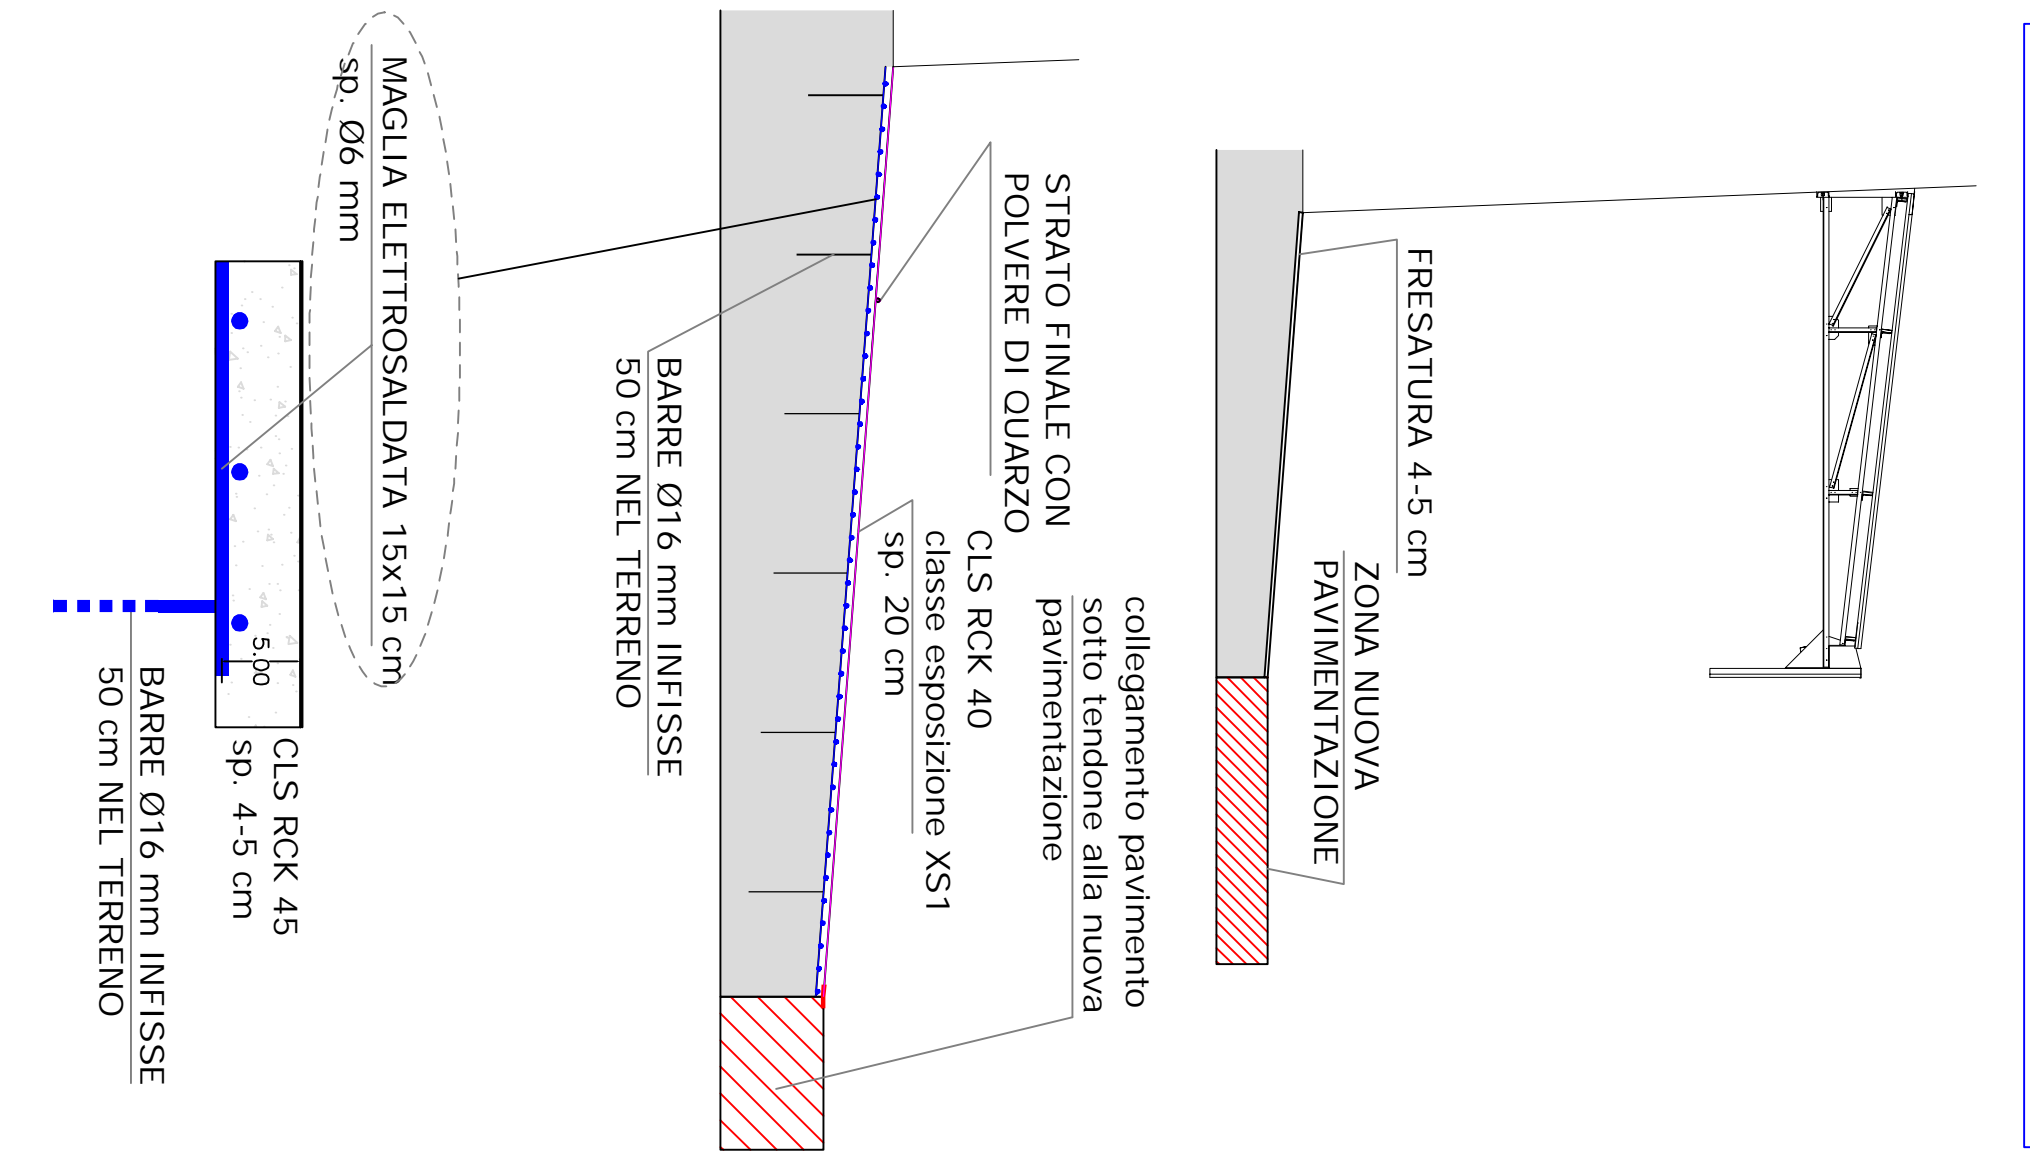 FRESATURA 4-5 cm
ZONA NUOVA
PAVIMENTAZIONE
STRATO FINALE CON
POLVERE DI QUARZO
CLS RCK 40
classe esposizione XS1
sp. 20 cm
collegamento pavimento
sotto tendone alla nuova
pavimentazione
BARRE Ø16 mm INFISSE
50 cm NEL TERRENO
MAGLIA ELETTROSALDATA 15x15 cm
sp. Ø6 mm
5.00
CLS RCK 45
sp. 4-5 cm
BARRE Ø16 mm INFISSE
50 cm NEL TERRENO